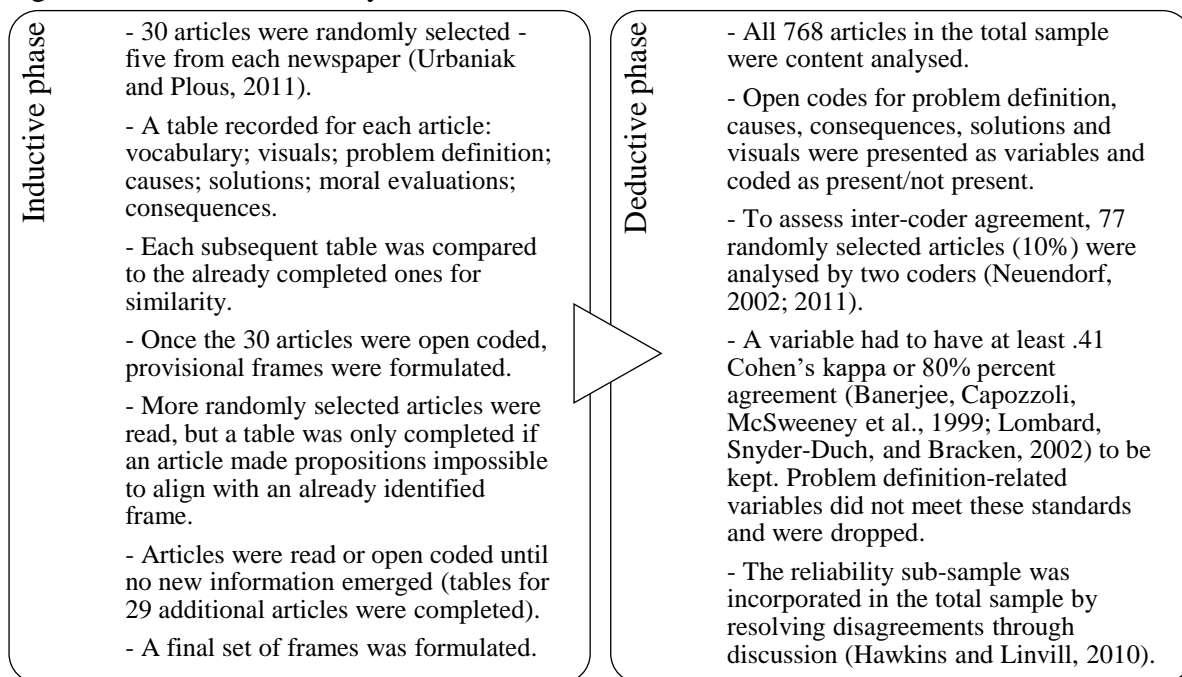 Inductive phase
- 30 articles were randomly selected -
five from each newspaper (Urbaniak
and Plous, 2011).
- A table recorded for each article:
vocabulary; visuals; problem definition;
causes; solutions; moral evaluations;
consequences.
- Each subsequent table was compared
to the already completed ones for
similarity.
- Once the 30 articles were open coded,
provisional frames were formulated.
- More randomly selected articles were
read, but a table was only completed if
an article made propositions impossible
to align with an already identified
frame.
- Articles were read or open coded until
no new information emerged (tables for
29 additional articles were completed).
- A final set of frames was formulated.
Deductive phase
- All 768 articles in the total sample
were content analysed.
- Open codes for problem definition,
causes, consequences, solutions and
visuals were presented as variables and
coded as present/not present.
- To assess inter-coder agreement, 77
randomly selected articles (10%) were
analysed by two coders (Neuendorf,
2002; 2011).
- A variable had to have at least .41
Cohen's kappa or 80% percent
agreement (Banerjee, Capozzoli,
McSweeney et al., 1999; Lombard,
Snyder-Duch, and Bracken, 2002) to be
kept. Problem definition-related
variables did not meet these standards
and were dropped.
- The reliability sub-sample was
incorporated in the total sample by
resolving disagreements through
discussion (Hawkins and Linvill, 2010).